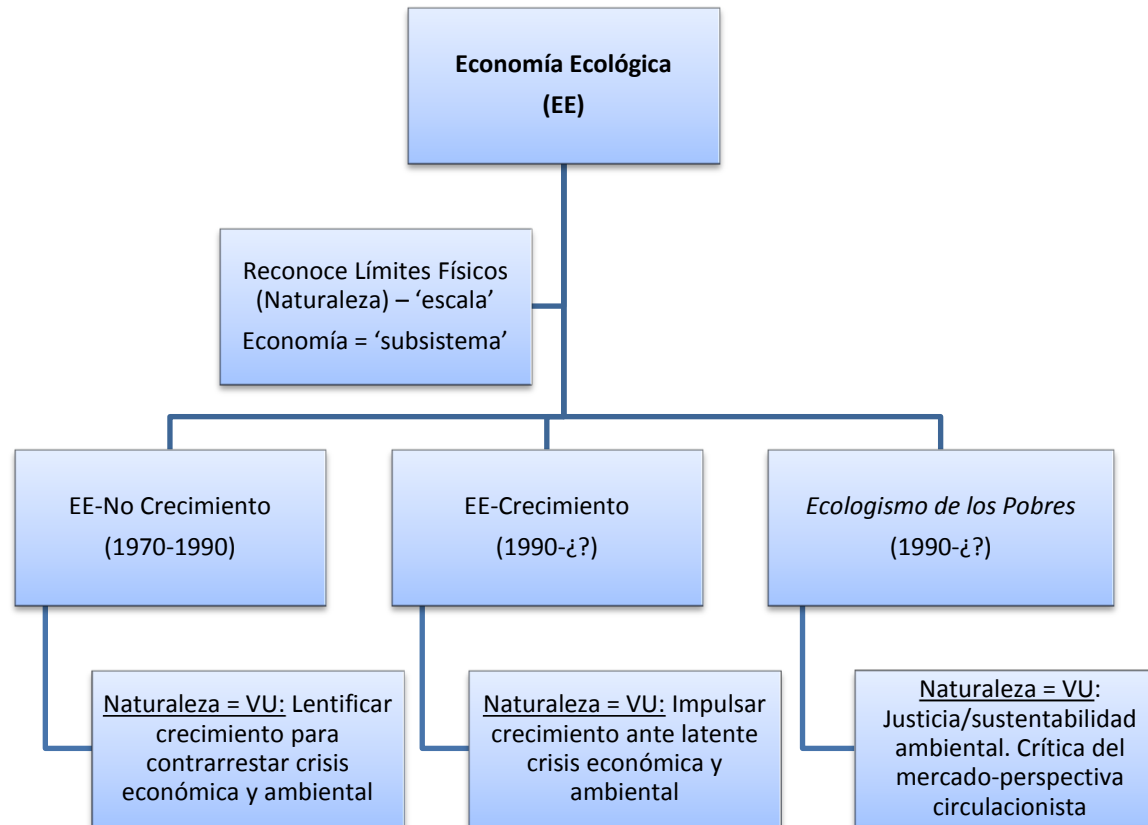 Economía Ecológica
(EE)
Reconoce Límites Físicos
(Naturaleza) – ‘escala’
Economía = ‘subsistema’
EE-No Crecimiento
(1970-1990)
EE-Crecimiento
(1990-¿?)
Ecologismo de los Pobres
(1990-¿?)
Naturaleza = VU: Lentificar
crecimiento para
contrarrestar crisis
económica y ambiental
Naturaleza = VU: Impulsar
crecimiento ante latente
crisis económica y
ambiental
Naturaleza = VU:
Justicia/sustentabilidad
ambiental. Crítica del
mercado-perspectiva
circulacionista